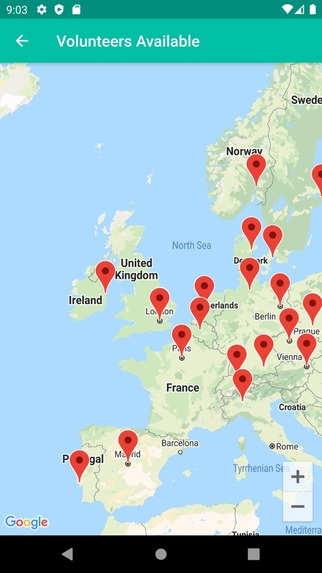 9:03
Volunteers Available
Swede
Norway
North Sea
Denmark
United
Kingdom
Ireland
London
erlands
Berlin
Prague
Paris
Vienna
France
Croatia
Barcelona
Rome
Madrid
Portugal
Tyrrhenian Sea
+
−
Google
Tunisia
Mediterra